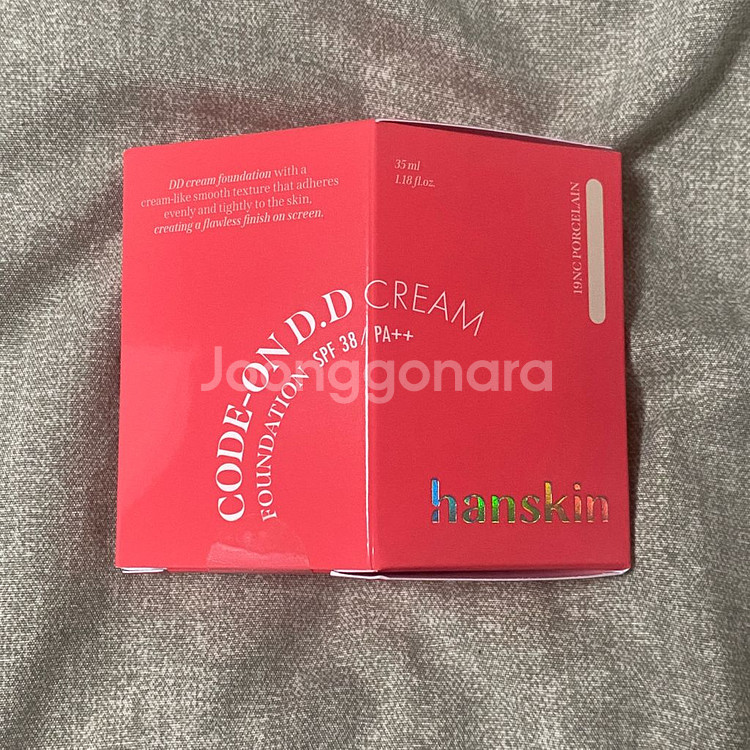 DD cream foundation with a
cream-like smooth texture that adheres
evenly and tightly to the skin,
creating a flawless finish on screen.
35 ml
1.18 fl.oz.
19NC PORCELAIN
CODE-ON D.D CREAM
FOUNDATION SPF 38 / PA++
Joonggonara
hanskin